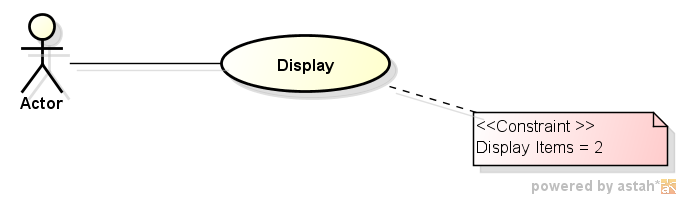 Actor
Display
<<Constraint >>
Display Items = 2
powered by astah*